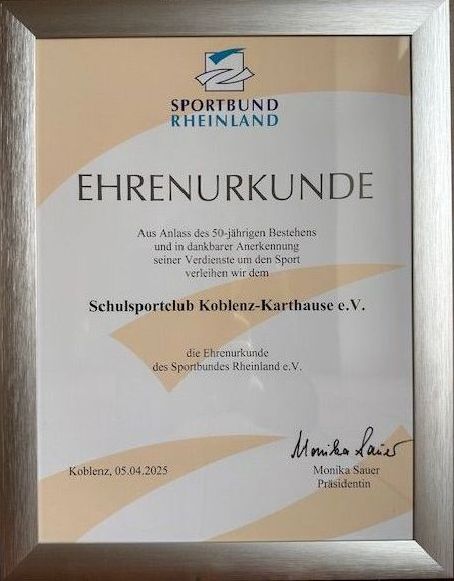 SPORTBUND
RHEINLAND
EHRENURKUNDE
Aus Anlass des 50-jährigen Bestehens
und in dankbarer Anerkennung
seiner Verdienste um den Sport
verleihen wir dem
Schulsportclub Koblenz-Karthause e.V.
die Ehrenurkunde
des Sportbundes Rheinland e.V.
Monika Sauer
Koblenz, 05.04.2025
Monika Sauer
Präsidentin